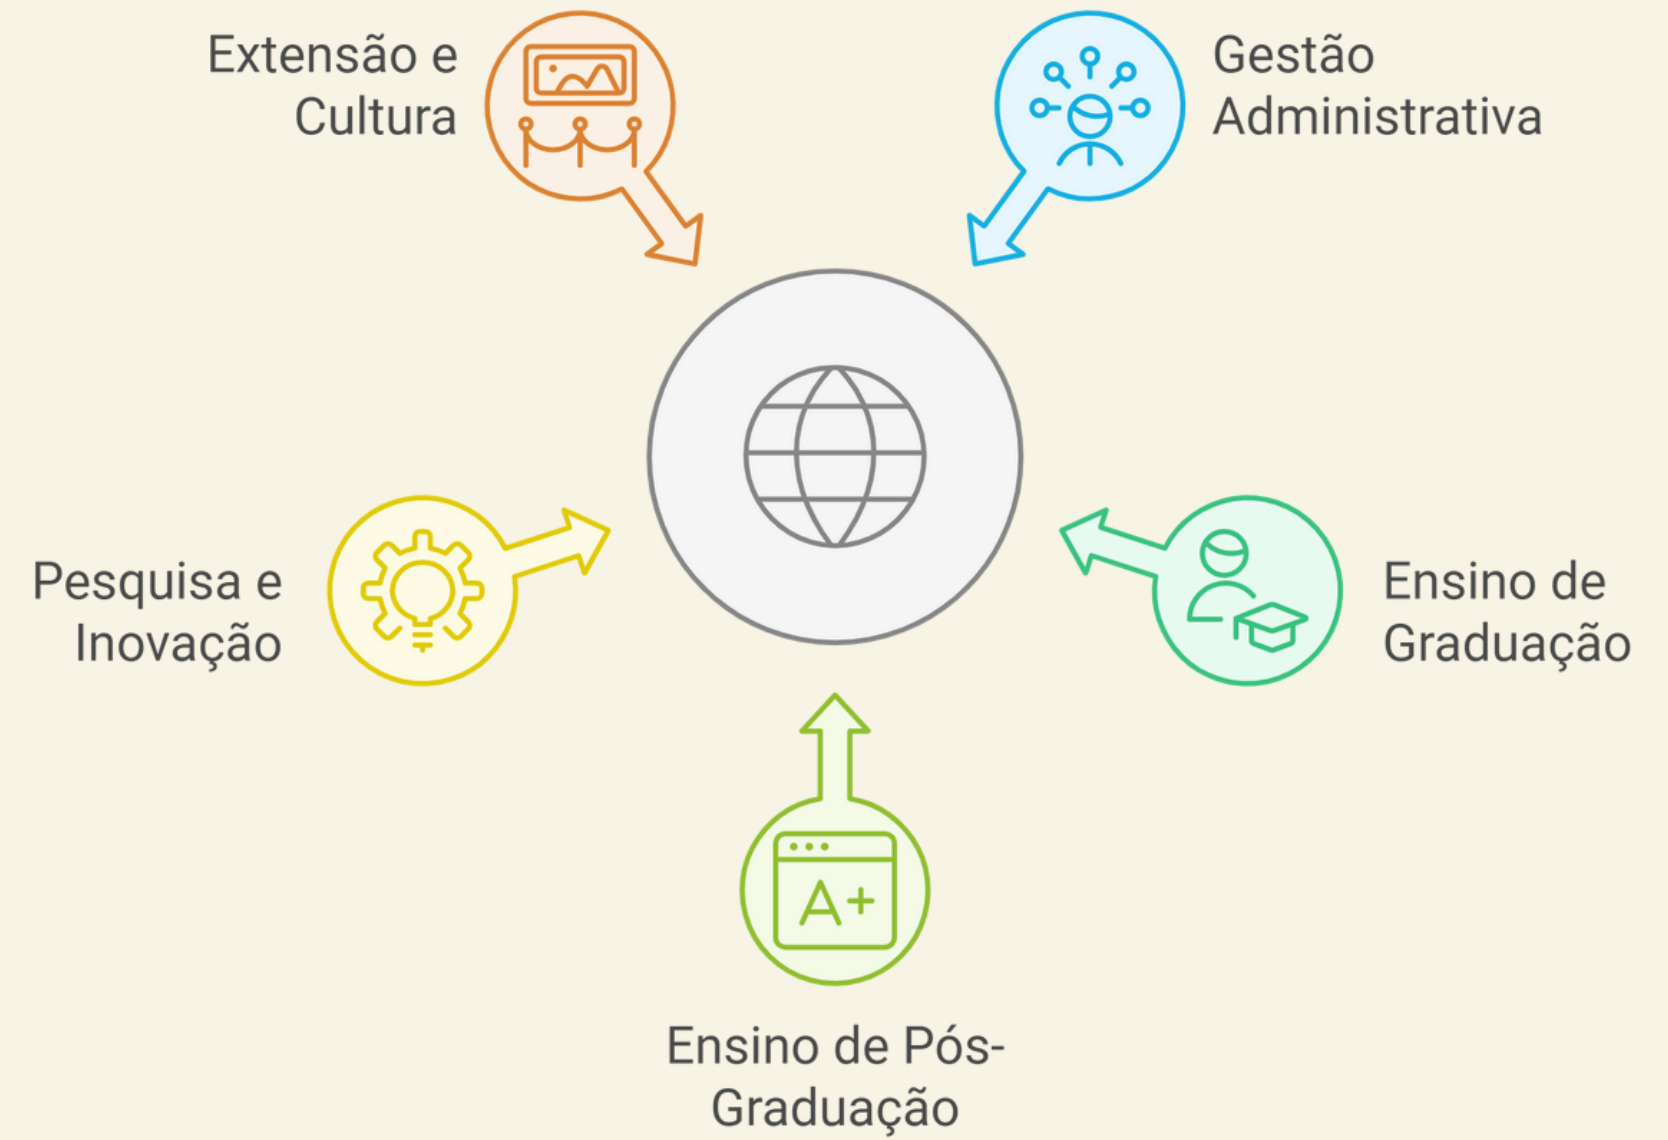 Extensão e
Cultura
Gestão
Administrativa
Pesquisa e
Inovação
Ensino de
Graduação
A+
Ensino de Pós-
Graduação